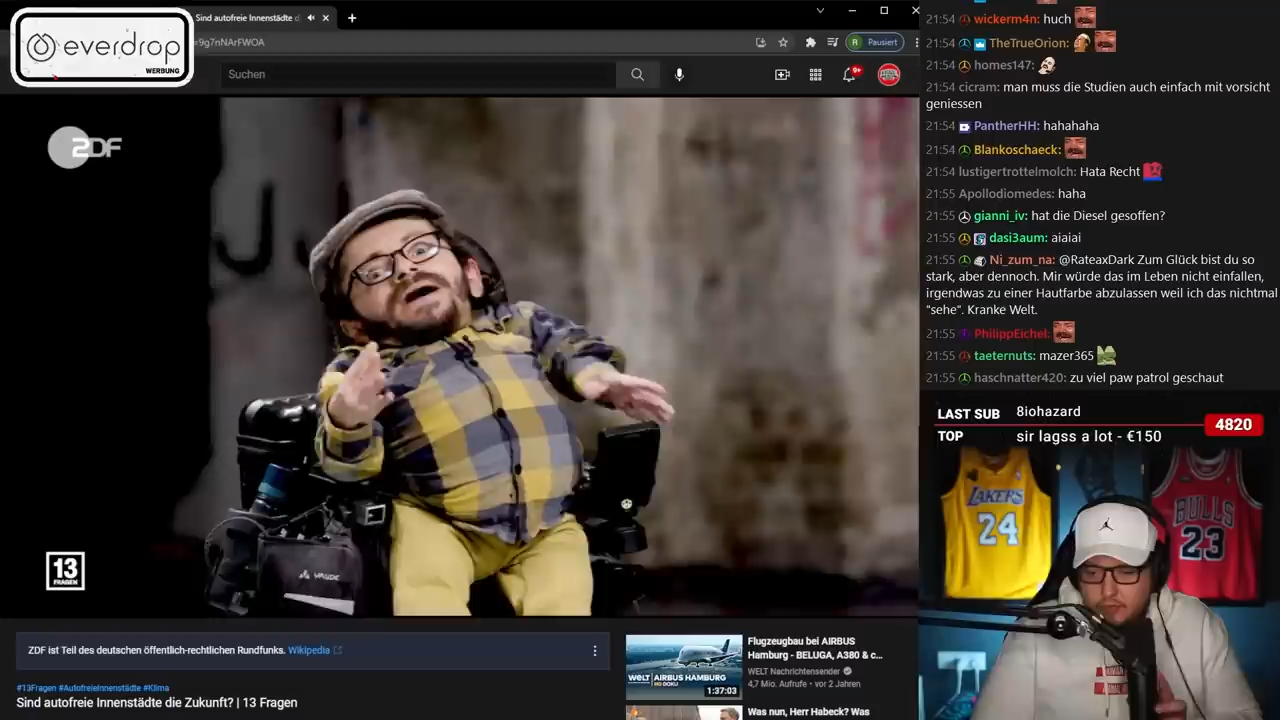 everdrop
WERBUNG
Sind autofreie Innenstädte d
=9g7nNArFWOA
Pausiert
R
Suchen
9+
ZDF
13
FRAGEN
VAUDE
ZDF ist Teil des deutschen öffentlich-rechtlichen Rundfunks. Wikipedia
#13Fragen #AutofreieInnenstädte #Klima
Sind autofreie Innenstädte die Zukunft? | 13 Fragen
WELT
AIRBUS
HAMBURG
HD DOKU
1:37:03
Flugzeugbau bei AIRBUS
Hamburg - BELUGA, A380 & c...
WELT Nachrichtensender
4,7 Mio. Aufrufe • vor 2 Jahren
Was nun, Herr Habeck? Was
21:54 wickerm4n: huch
21:54 TheTrueOrion:
21:54 homes147:
21:54 cicram: man muss die Studien auch einfach mit vorsicht
geniessen
21:54 PantherHH: hahahaha
21:54 Blankoschaeck:
21:54 lustigertrottelmolch: Hata Recht
21:55 Apollodiomedes: haha
21:55 gianni_iv: hat die Diesel gesoffen?
21:55 dasi3aum: aiaiai
21:55 Ni_zum_na: @RateaxDark Zum Glück bist du so
stark, aber dennoch. Mir würde das im Leben nicht einfallen,
irgendwas zu einer Hautfarbe abzulassen weil ich das nichtmal
"sehe". Kranke Welt.
21:55 PhilippEichel:
21:55 taeternuts: mazer365
21:55 haschnatter420: zu viel paw patrol geschaut
LAST SUB 8iohazard
4820
TOP sir lagss a lot - €150
LAKERS
24
BULLS
23